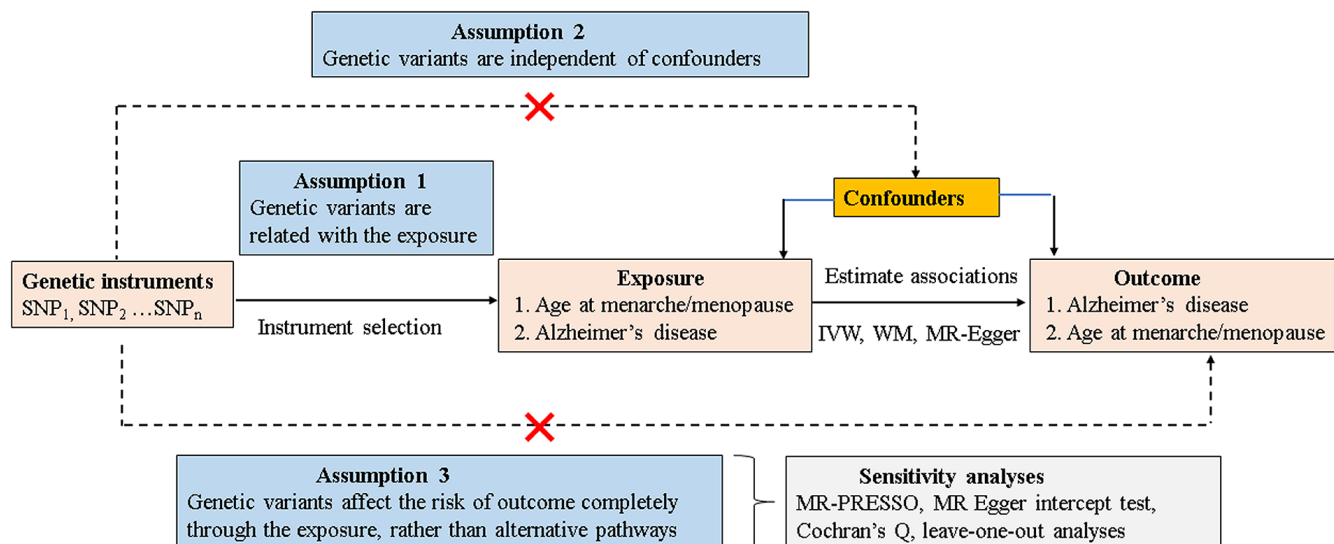 Assumption 2
Genetic variants are independent of confounders
Assumption 1
Genetic variants are
related with the exposure
Confounders
Genetic instruments
SNP1, SNP2 …SNPn
Instrument selection
Exposure
1. Age at menarche/menopause
2. Alzheimer's disease
Estimate associations
IVW, WM, MR-Egger
Outcome
1. Alzheimer's disease
2. Age at menarche/menopause
Assumption 3
Genetic variants affect the risk of outcome completely
through the exposure, rather than alternative pathways
Sensitivity analyses
MR-PRESSO, MR Egger intercept test,
Cochran's Q, leave-one-out analyses